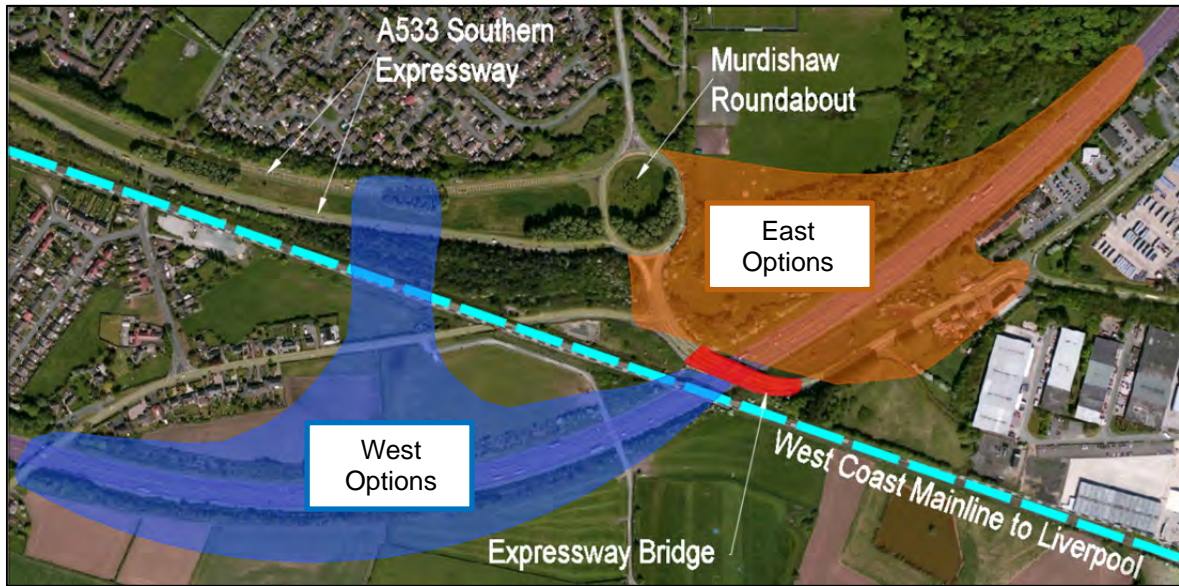 A533 Southern
Expressway
Murdishaw
Roundabout
East
Options
West
Options
West Coast Mainline to Liverpool
Expressway Bridge